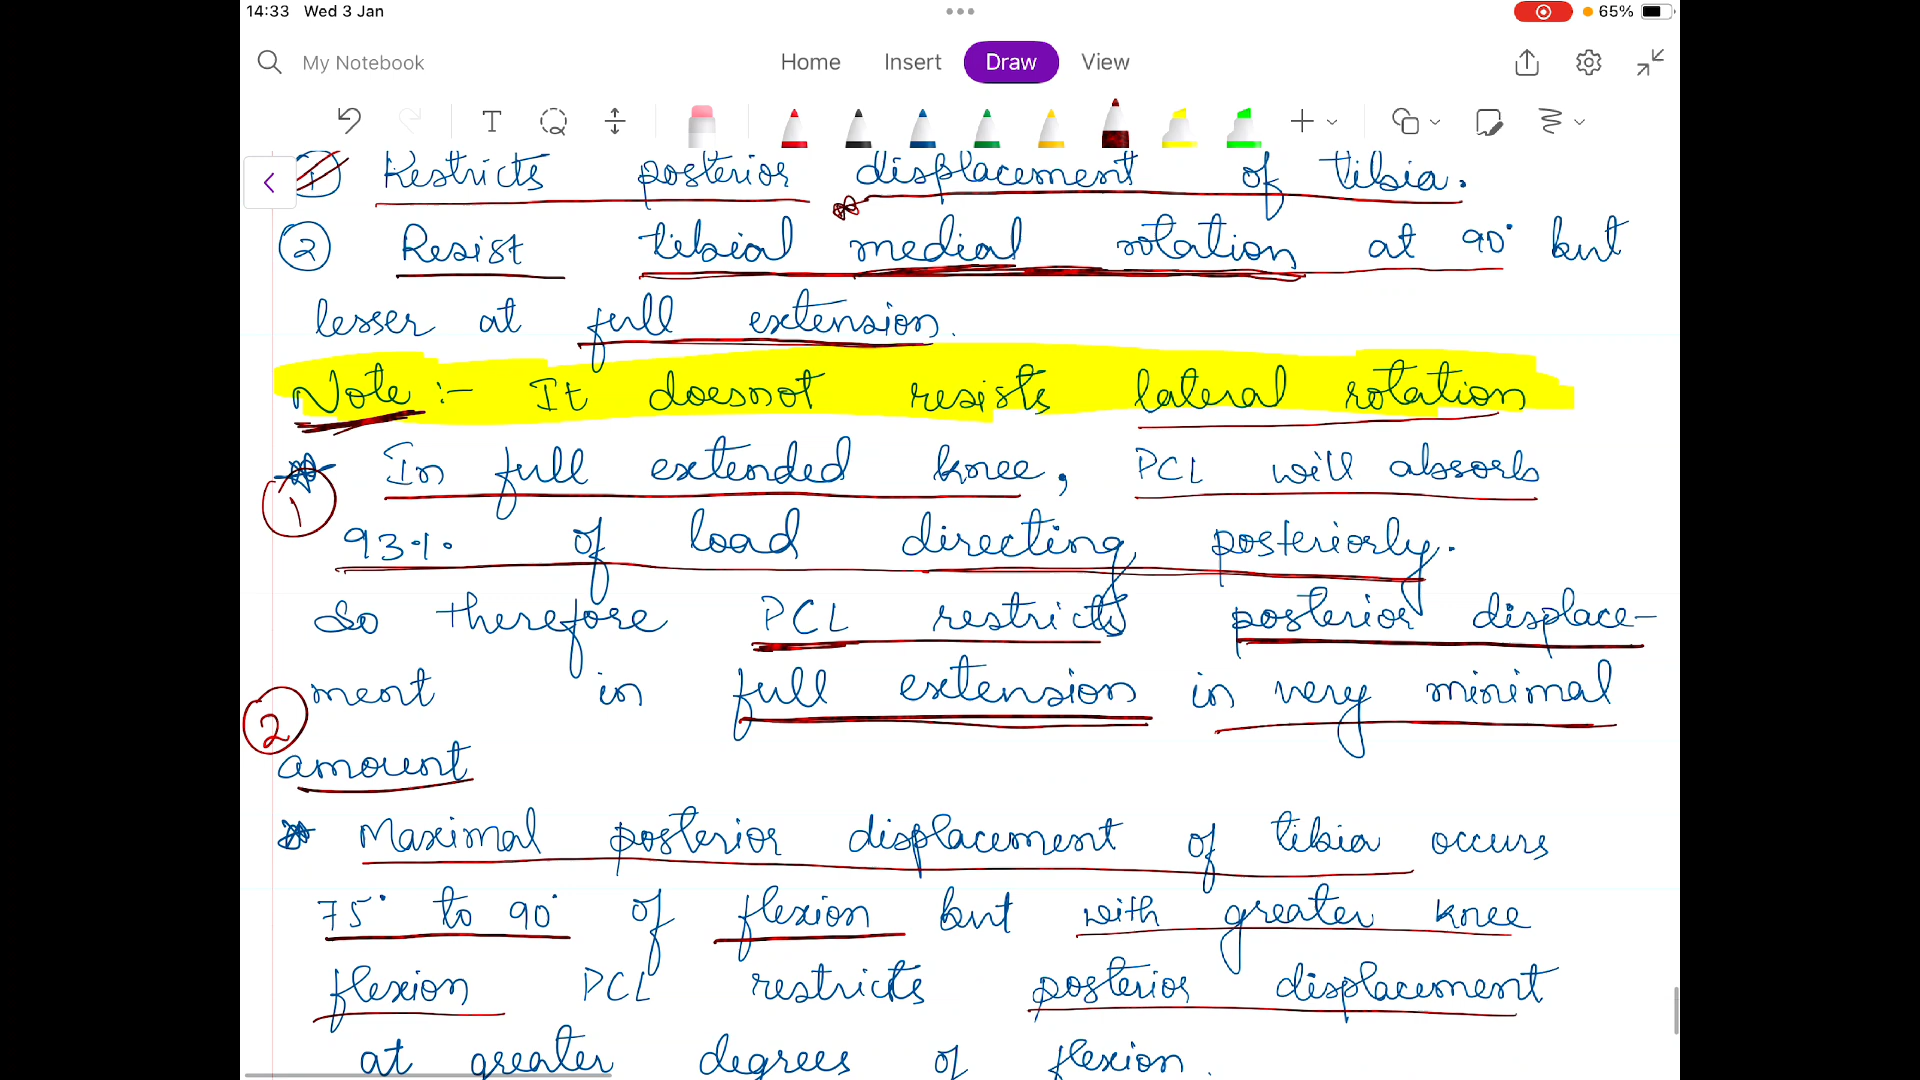 14:33 Wed 3 Jan
65%
My Notebook
Home Insert Draw View
① Restricts posterior displacement of tibia.
② Resist tibial medial rotation at 90° but
lesser at full extension.
Note :- It doesnot resists lateral rotation
In full extended knee, PCL will absorb
1
93% of load directing posteriorly.
So therefore PCL restricts posterior displace-
ment in full extension in very minimal
2
amount
Maximal posterior displacement of tibia occurs
75° to 90° of flexion but with greater knee
flexion PCL restricts posterior displacement
at greater degrees of flexion.